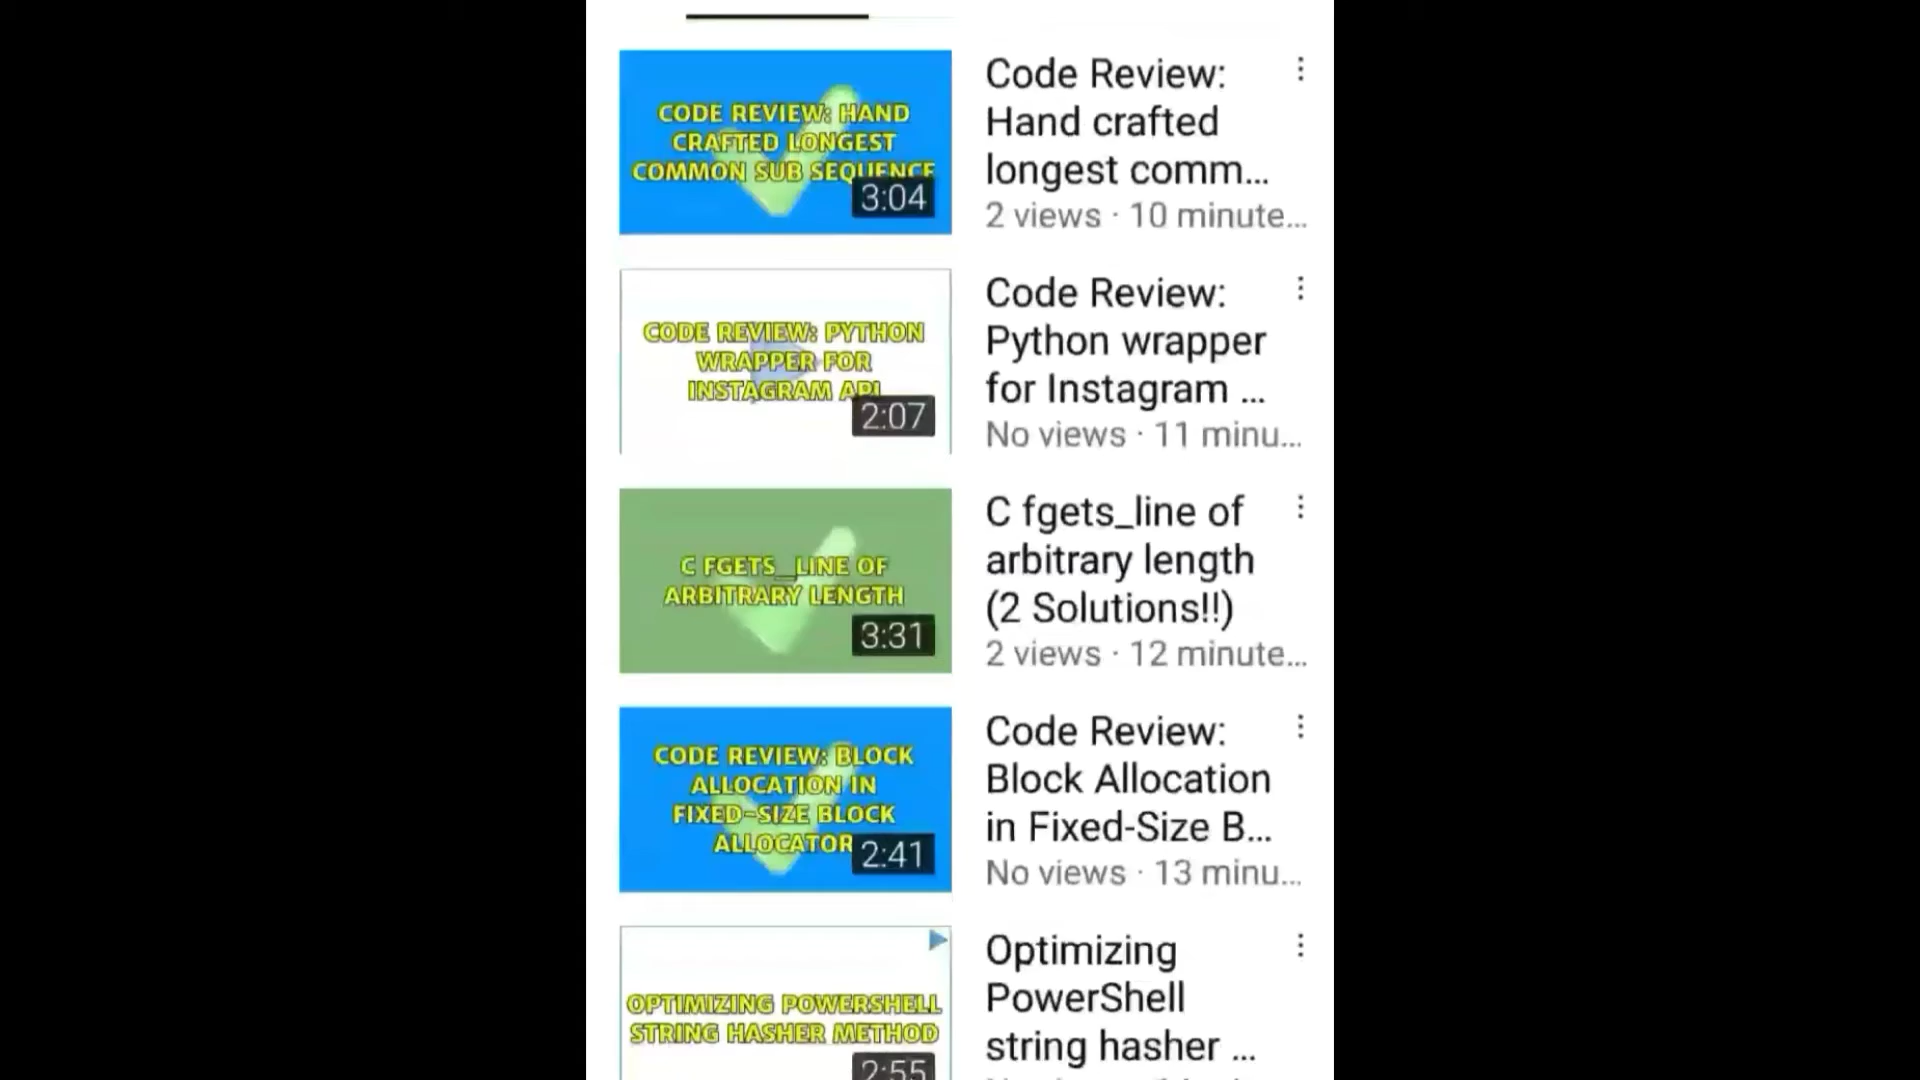 CODE REVIEW: HAND
CRAFTED LONGEST
COMMON SUB SEQUENCE
3:04
Code Review:
Hand crafted
longest comm...
2 views · 10 minute...
CODE REVIEW: PYTHON
WRAPPER FOR
INSTAGRAM API
2:07
Code Review:
Python wrapper
for Instagram ...
No views · 11 minu...
C FGETS_LINE OF
ARBITRARY LENGTH
3:31
C fgets_line of
arbitrary length
(2 Solutions!!)
2 views · 12 minute...
CODE REVIEW: BLOCK
ALLOCATION IN
FIXED-SIZE BLOCK
ALLOCATOR
2:41
Code Review:
Block Allocation
in Fixed-Size B...
No views · 13 minu...
OPTIMIZING POWERSHELL
STRING HASHER METHOD
2:55
Optimizing
PowerShell
string hasher ...